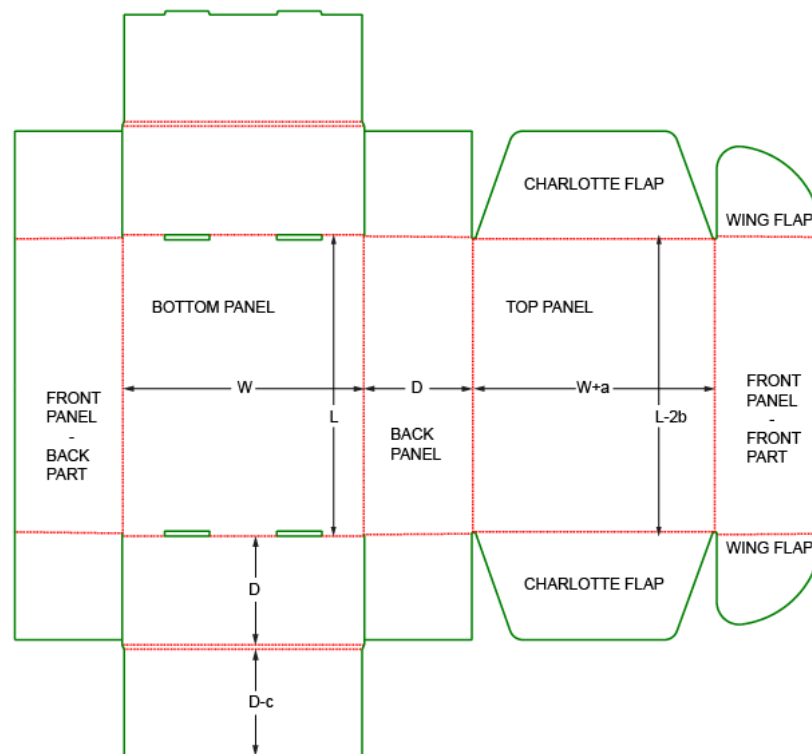 CHARLOTTE FLAP
WING FLAP
BOTTOM PANEL
TOP PANEL
W
D
W+a
FRONT
PANEL
-
BACK
PART
L
BACK
PANEL
L-2b
FRONT
PANEL
-
FRONT
PART
WING FLAP
CHARLOTTE FLAP
D
D-c